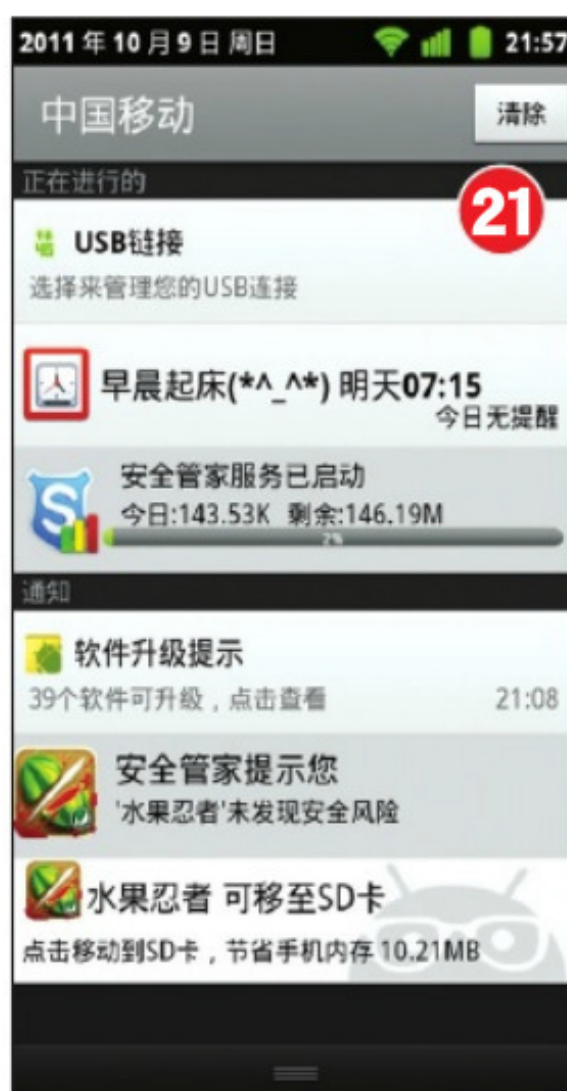 2011年10月9日 周日 21:57
中国移动 清除
正在进行的
21
USB链接
选择来管理您的USB连接
早晨起床(*^_^*) 明天07:15
今日无提醒
安全管家服务已启动
今日:143.53K 剩余:146.19M
2%
通知
软件升级提示
39个软件可升级，点击查看 21:08
安全管家提示您
'水果忍者'未发现安全风险
水果忍者 可移至SD卡
点击移动到SD卡，节省手机内存 10.21MB